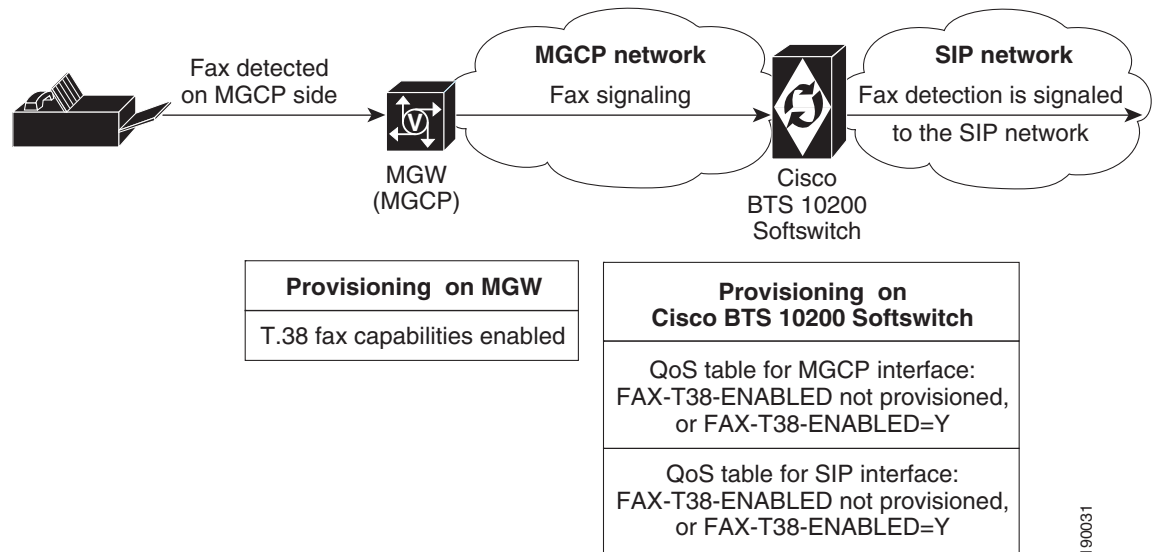 Fax detected
on MGCP side
MGCP network
Fax signaling
SIP network
Fax detection is signaled
to the SIP network
V
MGW
(MGCP)
Cisco
BTS 10200
Softswitch
Provisioning on MGW
T.38 fax capabilities enabled
Provisioning on
Cisco BTS 10200 Softswitch
QoS table for MGCP interface:
FAX-T38-ENABLED not provisioned,
or FAX-T38-ENABLED=Y
QoS table for SIP interface:
FAX-T38-ENABLED not provisioned,
or FAX-T38-ENABLED=Y
190031